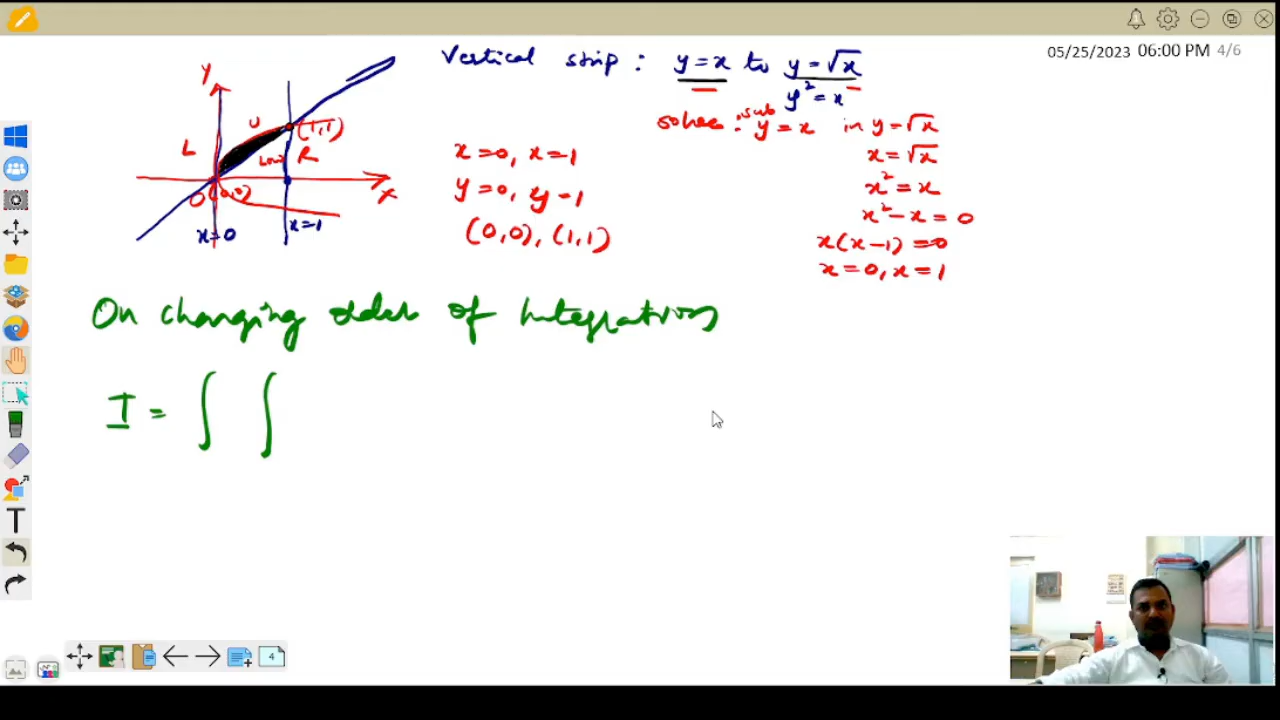 05/25/2023 06:00 PM 4/6
Vertical strip : y = x to y = √x
y² = x
solve : sub y = x in y = √x
x = √x
x² = x
x² - x = 0
x(x-1) = 0
x = 0, x = 1
Y
U
(1,1)
L
Low
R
O
(0,0)
X
x=0
x=1
x=0, x=1
y=0, y=1
(0,0), (1,1)
On changing order of integration
I = ∫ ∫
T
4